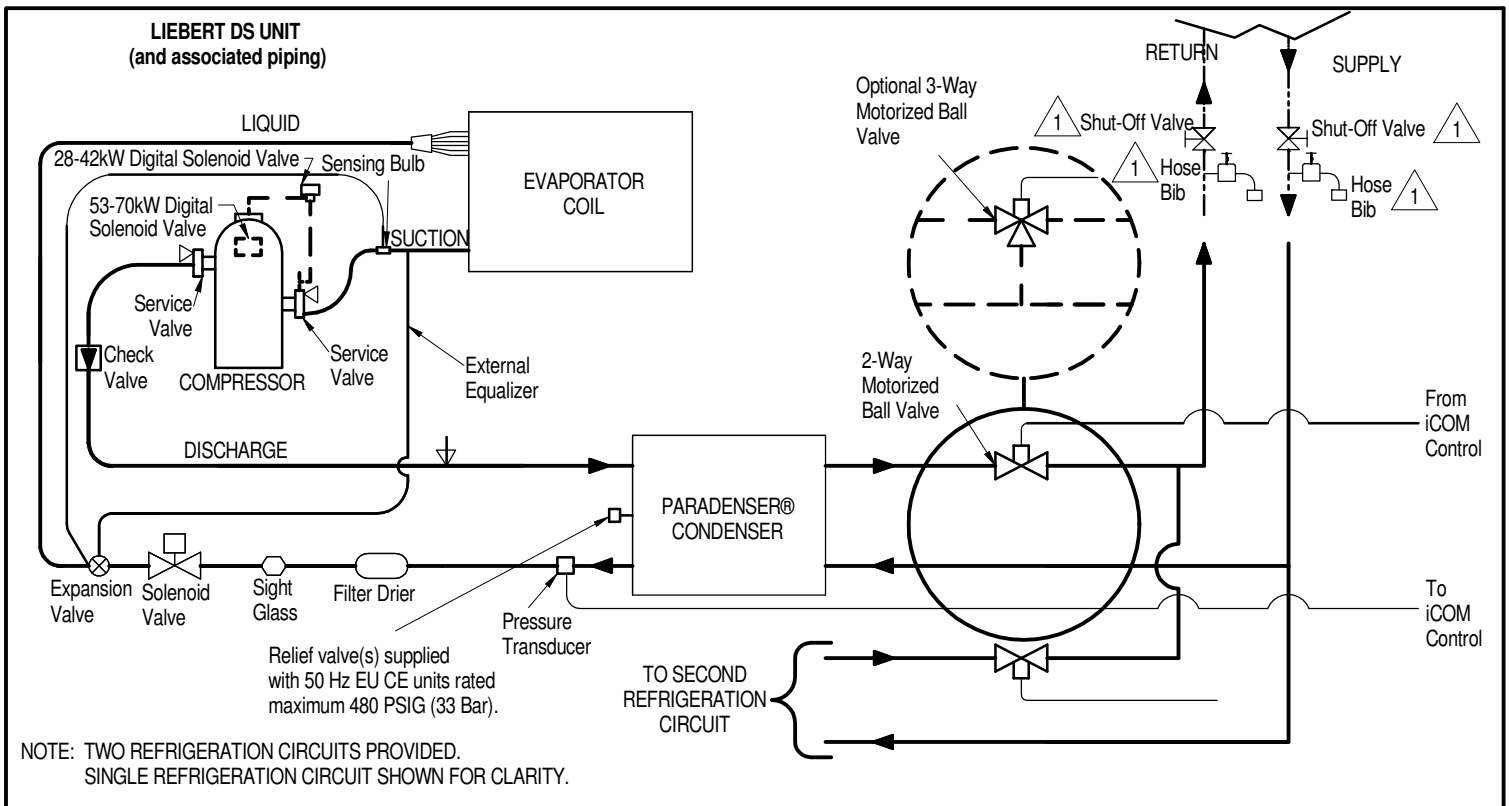 LIEBERT DS UNIT
(and associated piping)
LIQUID
28-42kW Digital Solenoid Valve
Sensing Bulb
53-70kW Digital
Solenoid Valve
SUCTION
EVAPORATOR
COIL
Service
Valve
Check
Valve
COMPRESSOR
Service
Valve
External
Equalizer
DISCHARGE
Expansion
Valve
Solenoid
Valve
Sight
Glass
Filter Drier
Pressure
Transducer
Relief valve(s) supplied
with 50 Hz EU CE units rated
maximum 480 PSIG (33 Bar).
PARADENSER®
CONDENSER
Optional 3-Way
Motorized Ball
Valve
2-Way
Motorized
Ball Valve
RETURN
SUPPLY
1
Shut-Off Valve
Shut-Off Valve
1
1
Hose
Bib
Hose
Bib
1
From
iCOM
Control
To
iCOM
Control
TO SECOND
REFRIGERATION
CIRCUIT
NOTE: TWO REFRIGERATION CIRCUITS PROVIDED.
SINGLE REFRIGERATION CIRCUIT SHOWN FOR CLARITY.